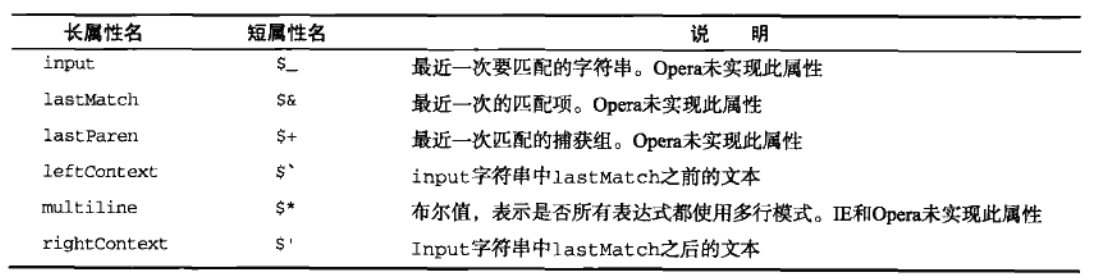 长属性名 短属性名 说 明
input $_ 最近一次要匹配的字符串。Opera未实现此属性
lastMatch $& 最近一次的匹配项。Opera未实现此属性
lastParen $+ 最近一次匹配的捕获组。Opera未实现此属性
leftContext $` input字符串中lastMatch之前的文本
multiline $* 布尔值，表示是否所有表达式都使用多行模式。IE和Opera未实现此属性
rightContext $' Input字符串中lastMatch之后的文本